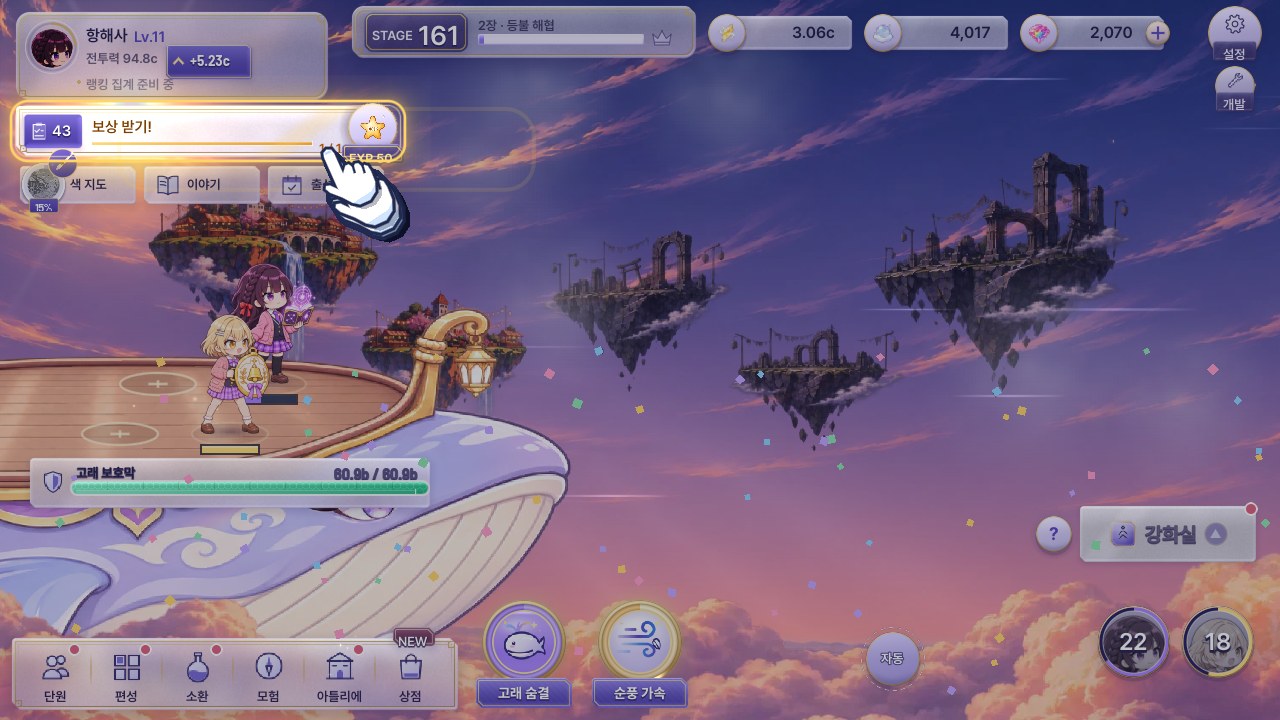 항해사 Lv.11
전투력 94.8c
+5.23c
랭킹 집계 준비 중
STAGE 161
2장 · 등불 해협
3.06c
4,017
2,070
설정
개발
43
보상 받기!
EXP 50
색 지도
15%
이야기
고래 보호막
60.9b / 60.9b
?
강화실
NEW
단원
편성
소환
모험
아틀리에
상점
고래 숨결
순풍 가속
자동
22
18